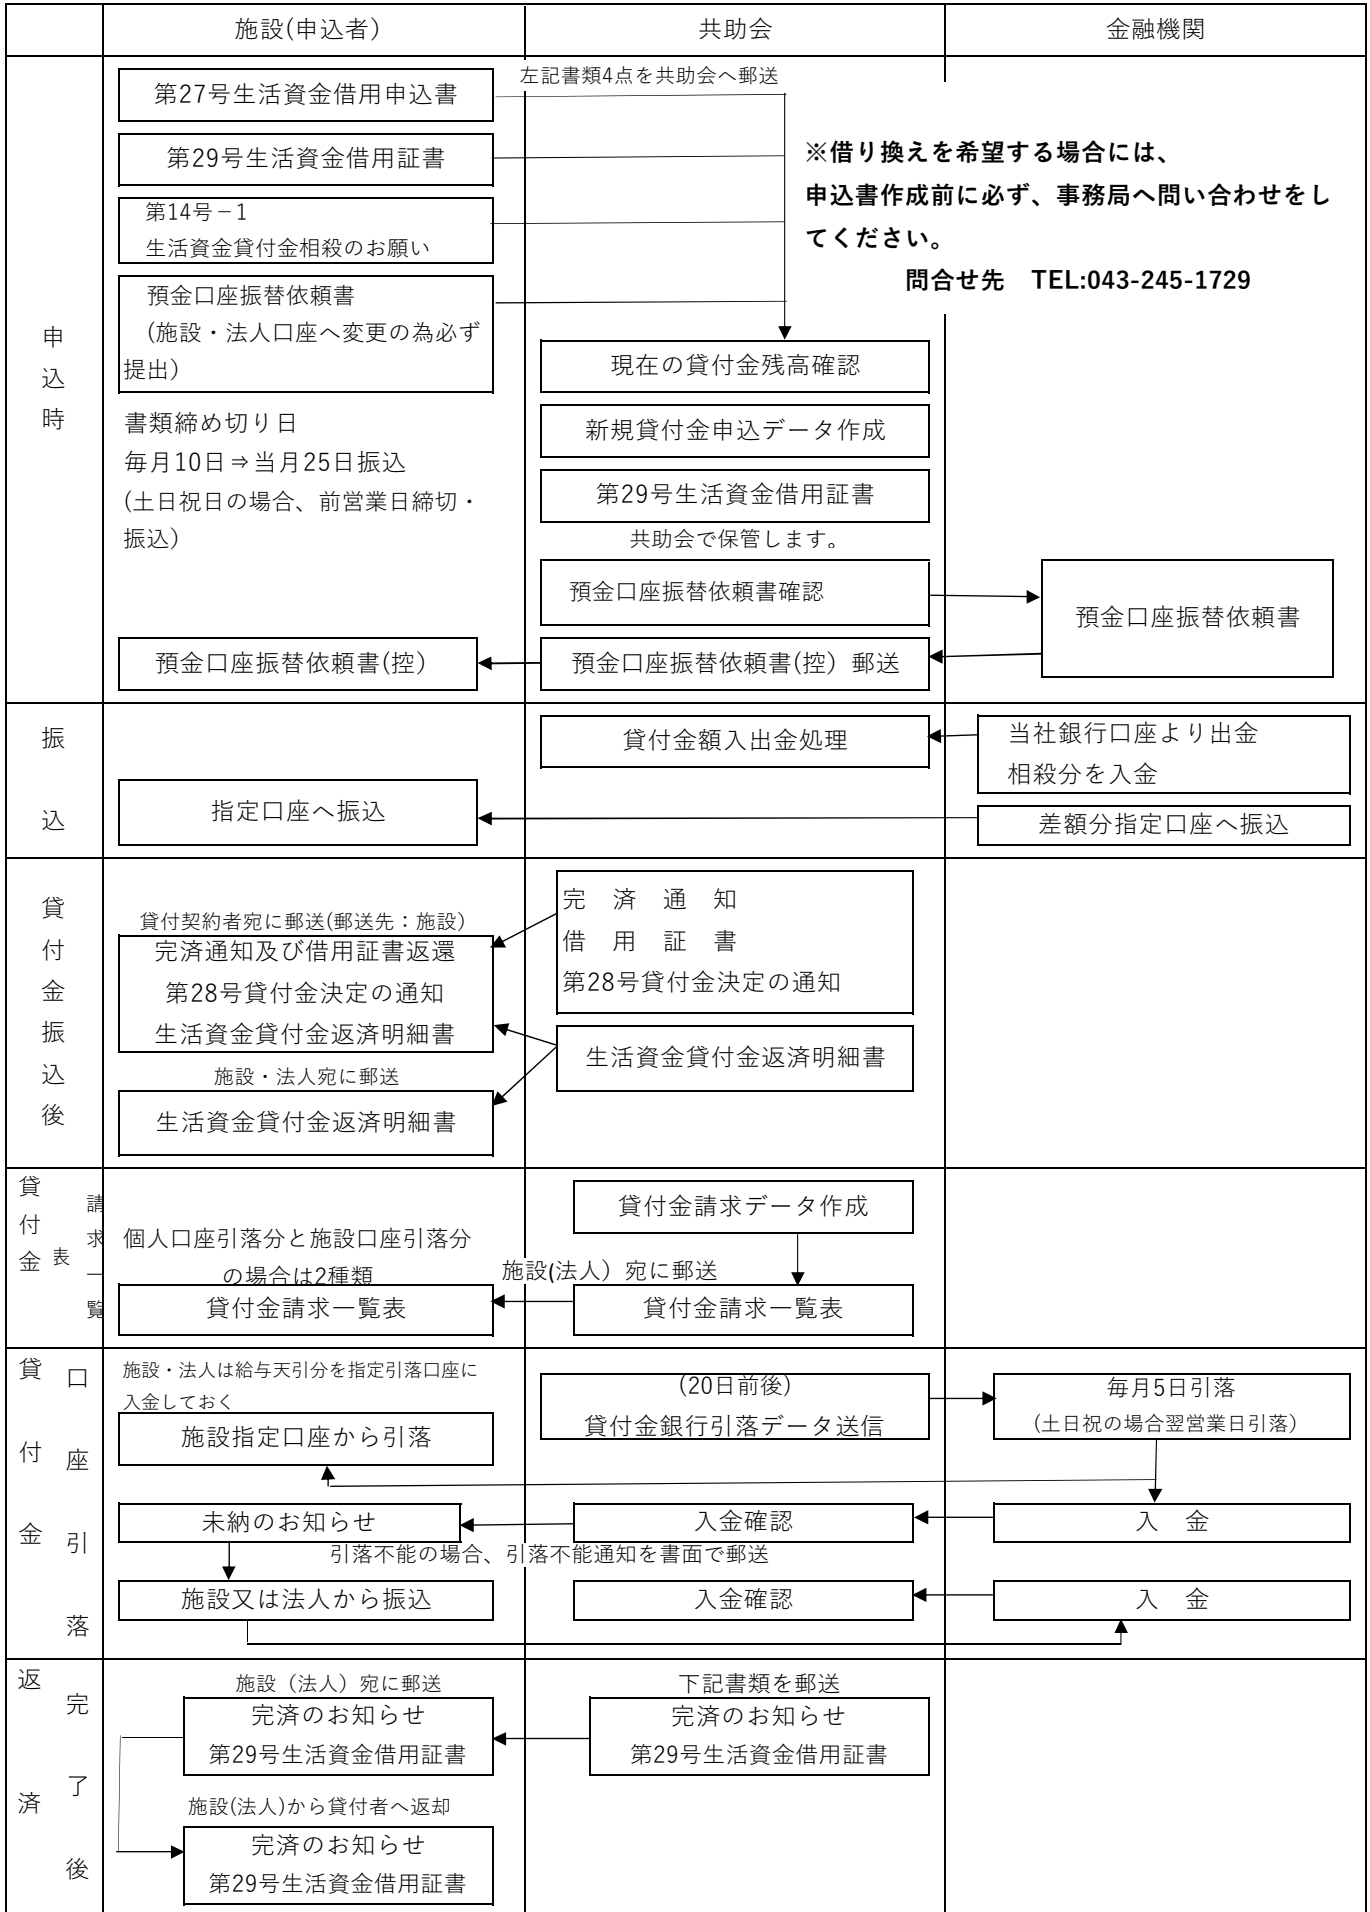 施設(申込者)
共助会
金融機関
申込時
左記書類4点を共助会へ郵送
第27号生活資金借用申込書
第29号生活資金借用証書
第14号－1
生活資金貸付金相殺のお願い
預金口座振替依頼書
(施設・法人口座へ変更の為必ず
提出)
※借り換えを希望する場合には、
申込書作成前に必ず、事務局へ問い合わせをし
てください。
問合せ先　TEL:043-245-1729
書類締め切り日
毎月10日⇒当月25日振込
(土日祝日の場合、前営業日締切・
振込)
現在の貸付金残高確認
新規貸付金申込データ作成
第29号生活資金借用証書
共助会で保管します。
預金口座振替依頼書確認
預金口座振替依頼書
預金口座振替依頼書(控)
預金口座振替依頼書(控）郵送
振込
貸付金額入出金処理
当社銀行口座より出金
相殺分を入金
指定口座へ振込
差額分指定口座へ振込
貸付金振込後
貸付契約者宛に郵送(郵送先：施設)
完済通知及び借用証書返還
第28号貸付金決定の通知
生活資金貸付金返済明細書
完　済　通　知
借　用　証　書
第28号貸付金決定の通知
生活資金貸付金返済明細書
施設・法人宛に郵送
生活資金貸付金返済明細書
貸付金
請求一覧
表
個人口座引落分と施設口座引落分
の場合は2種類
貸付金請求データ作成
施設(法人）宛に郵送
貸付金請求一覧表
貸付金請求一覧表
貸付金
口座引落
施設・法人は給与天引分を指定引落口座に
入金しておく
施設指定口座から引落
(20日前後)
貸付金銀行引落データ送信
毎月5日引落
(土日祝の場合翌営業日引落)
未納のお知らせ
入金確認
入　金
引落不能の場合、引落不能通知を書面で郵送
施設又は法人から振込
入金確認
入　金
返済
完了後
施設（法人）宛に郵送
完済のお知らせ
第29号生活資金借用証書
下記書類を郵送
完済のお知らせ
第29号生活資金借用証書
施設(法人)から貸付者へ返却
完済のお知らせ
第29号生活資金借用証書